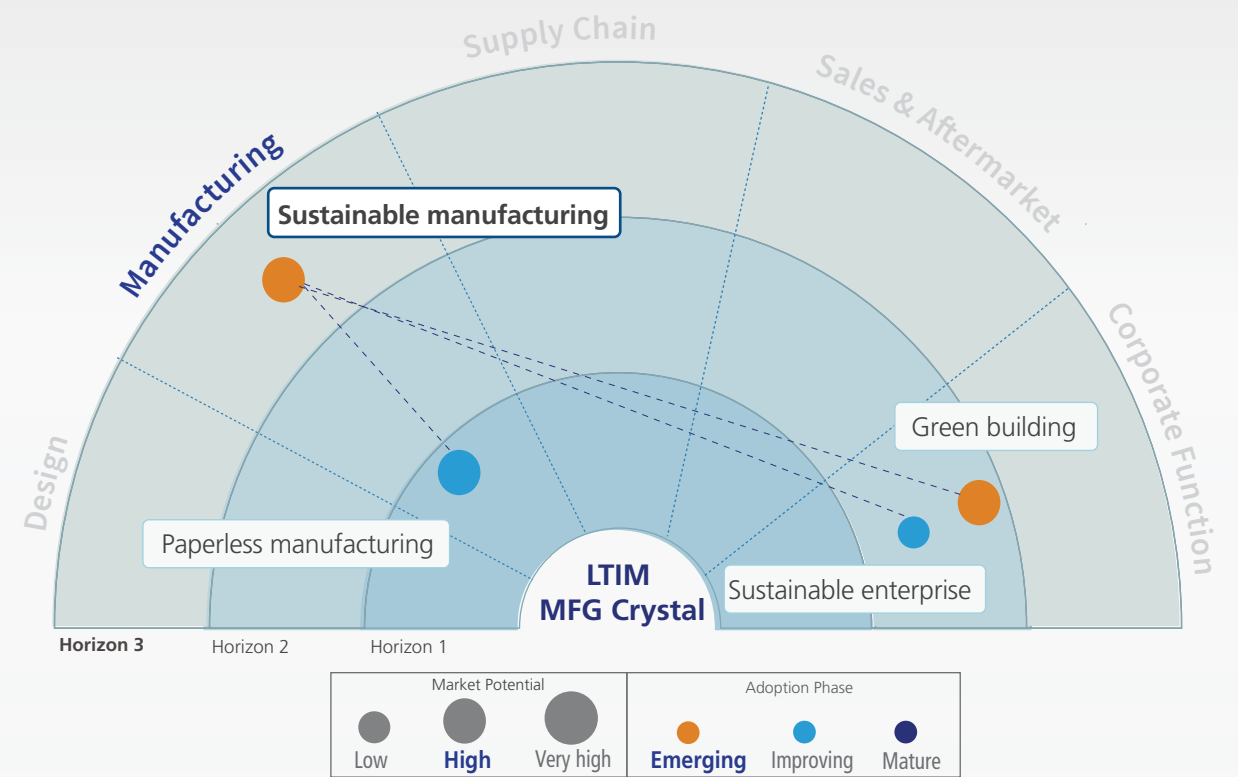 Supply Chain
Sales & Aftermarket
Manufacturing
Sustainable manufacturing
Corporate Function
Green building
Design
Paperless manufacturing
Sustainable enterprise
LTIM
MFG Crystal
Horizon 3
Horizon 2
Horizon 1
Market Potential
Low
High
Very high
Adoption Phase
Emerging
Improving
Mature